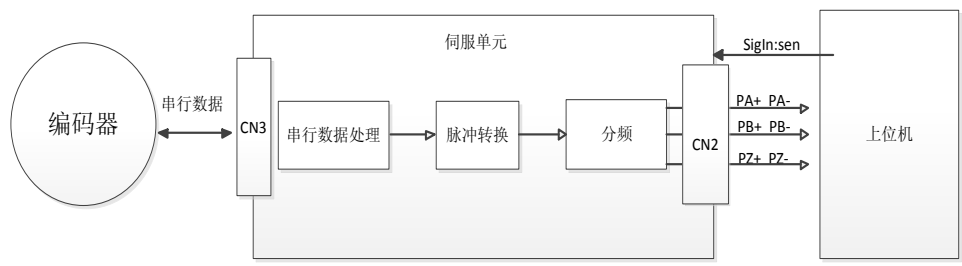 伺服单元
SigIn:sen
编码器
串行数据
CN3
串行数据处理
脉冲转换
分频
CN2
PA+ PA-
PB+ PB-
PZ+ PZ-
上位机